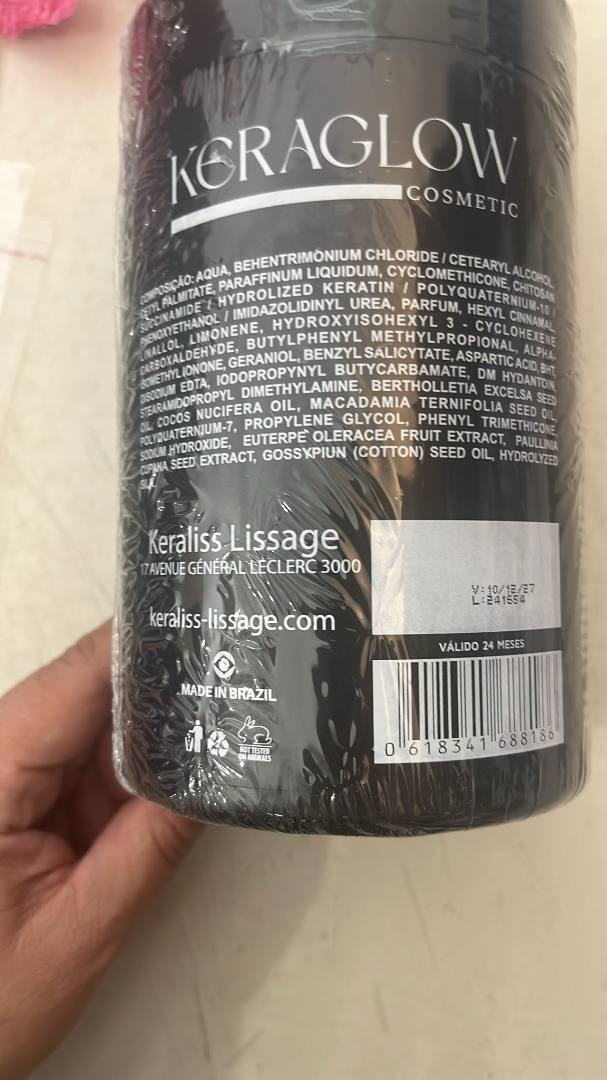 KERAGLOW
COSMETIC
COMPOSIÇÃO: AQUA, BEHENTRIMONIUM CHLORIDE / CETEARYL ALCOHOL,
CETYL PALMITATE, PARAFFINUM LIQUIDUM, CYCLOMETHICONE, CHITOSAN
SUCCINAMIDE / HYDROLIZED KERATIN / POLYQUATERNIUM-10 /
PHENOXYETHANOL / IMIDAZOLIDINYL UREA, PARFUM, HEXYL CINNAMAL,
LINALLOL, LIMONENE, HYDROXYISOHEXYL 3 - CYCLOHEXENE
CARBOXALDEHYDE, BUTYLPHENYL METHYLPROPIONAL, ALPHA-
ISOMETHYL IONONE, GERANIOL, BENZYL SALICYTATE, ASPARTIC ACID, BHT,
DISODIUM EDTA, IODOPROPYNYL BUTYCARBAMATE, DM HYDANTOIN,
STEARAMIDOPROPYL DIMETHYLAMINE, BERTHOLLETIA EXCELSA SEED
OIL, COCOS NUCIFERA OIL, MACADAMIA TERNIFOLIA SEED OIL,
POLYQUATERNIUM-7, PROPYLENE GLYCOL, PHENYL TRIMETHICONE,
SODIUM HYDROXIDE, EUTERPE OLERACEA FRUIT EXTRACT, PAULLINIA
CUPANA SEED EXTRACT, GOSSYPIUN (COTTON) SEED OIL, HYDROLYZED
SILK
Keraliss Lissage
17 AVENUE GÉNÉRAL LECLERC 3000
keraliss-lissage.com
MADE IN BRAZIL
NOT TESTED
ON ANIMALS
V:10/12/27
L:241554
VÁLIDO 24 MESES
0 618341 688186